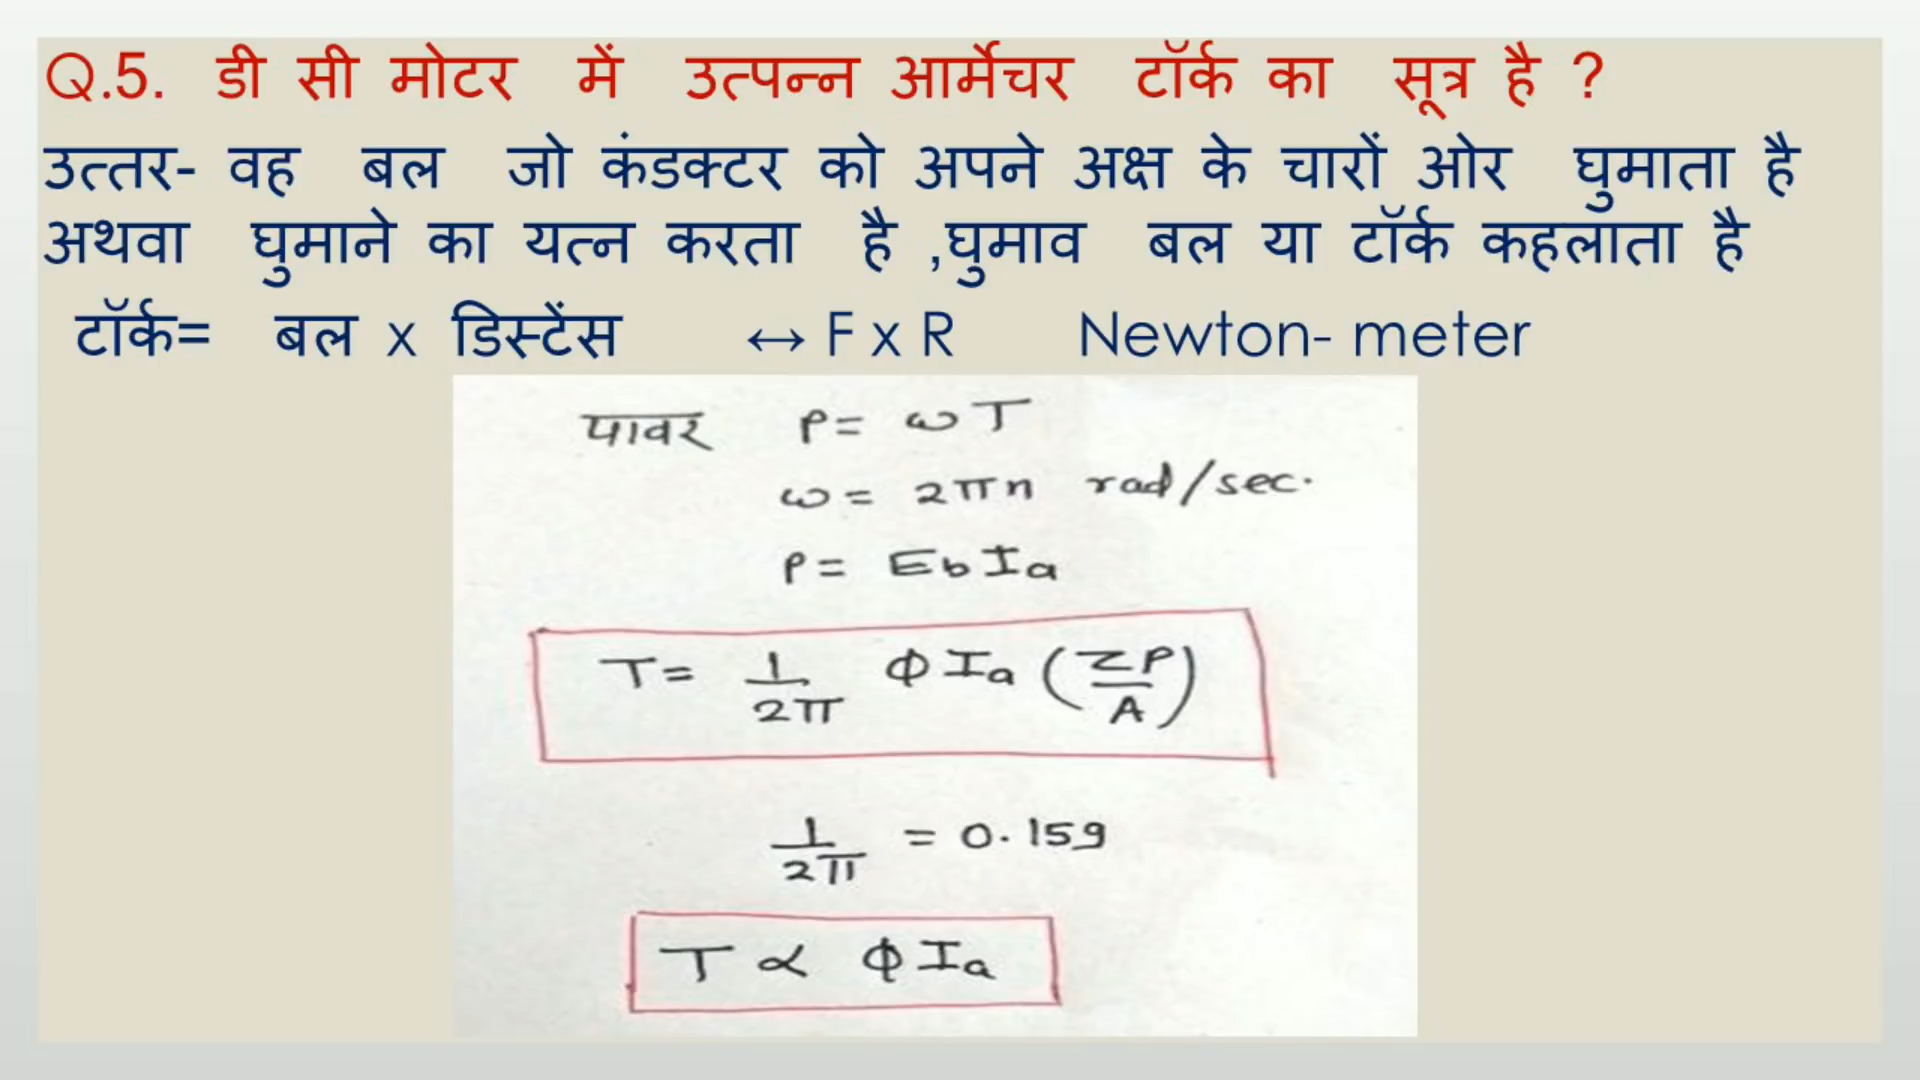 Q.5. डी सी मोटर में उत्पन्न आर्मेचर टॉर्क का सूत्र है ?
उत्तर- वह बल जो कंडक्टर को अपने अक्ष के चारों ओर घुमाता है
अथवा घुमाने का यत्न करता है ,घुमाव बल या टॉर्क कहलाता है
टॉर्क= बल x डिस्टेंस ↔ F x R Newton- meter
पावर P = ωT
ω = 2πn rad/sec.
P = EbIa
T = 1/2π ΦIa (ZP/A)
1/2π = 0.159
T ∝ ΦIa